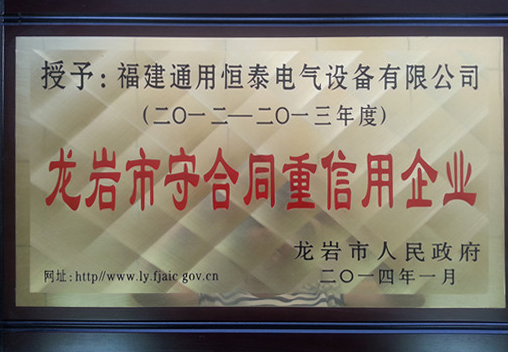 授予：福建通用恒泰电气设备有限公司
（二〇一二—二〇一三年度）
龙岩市守合同重信用企业
龙岩市人民政府
网址:http//www.ly.fjaic gov.cn
二〇一四年一月